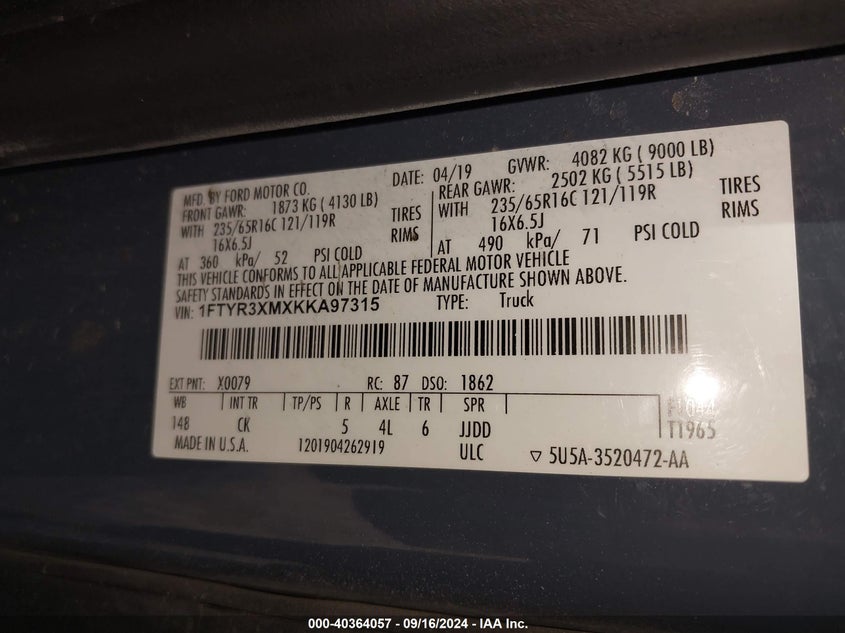 MFD. BY FORD MOTOR CO. DATE: 04/19 GVWR: 4082 KG ( 9000 LB)
FRONT GAWR: 1873 KG ( 4130 LB) REAR GAWR: 2502 KG ( 5515 LB)
WITH 235/65R16C 121/119R TIRES WITH 235/65R16C 121/119R TIRES
16X6.5J RIMS 16X6.5J RIMS
AT 360 kPa/ 52 PSI COLD AT 490 kPa/ 71 PSI COLD
THIS VEHICLE CONFORMS TO ALL APPLICABLE FEDERAL MOTOR VEHICLE
SAFETY STANDARDS IN EFFECT ON THE DATE OF MANUFACTURE SHOWN ABOVE.
VIN: 1FTYR3XMXKKA97315 TYPE: Truck
EXT PNT: X0079 RC: 87 DSO: 1862
WB INT TR TP/PS R AXLE TR SPR
148 CK 5 4L 6 JJDD T1965
MADE IN U.S.A. 1201904262919 ULC ▽ 5U5A-3520472-AA
000-40364057 - 09/16/2024 - IAA Inc.